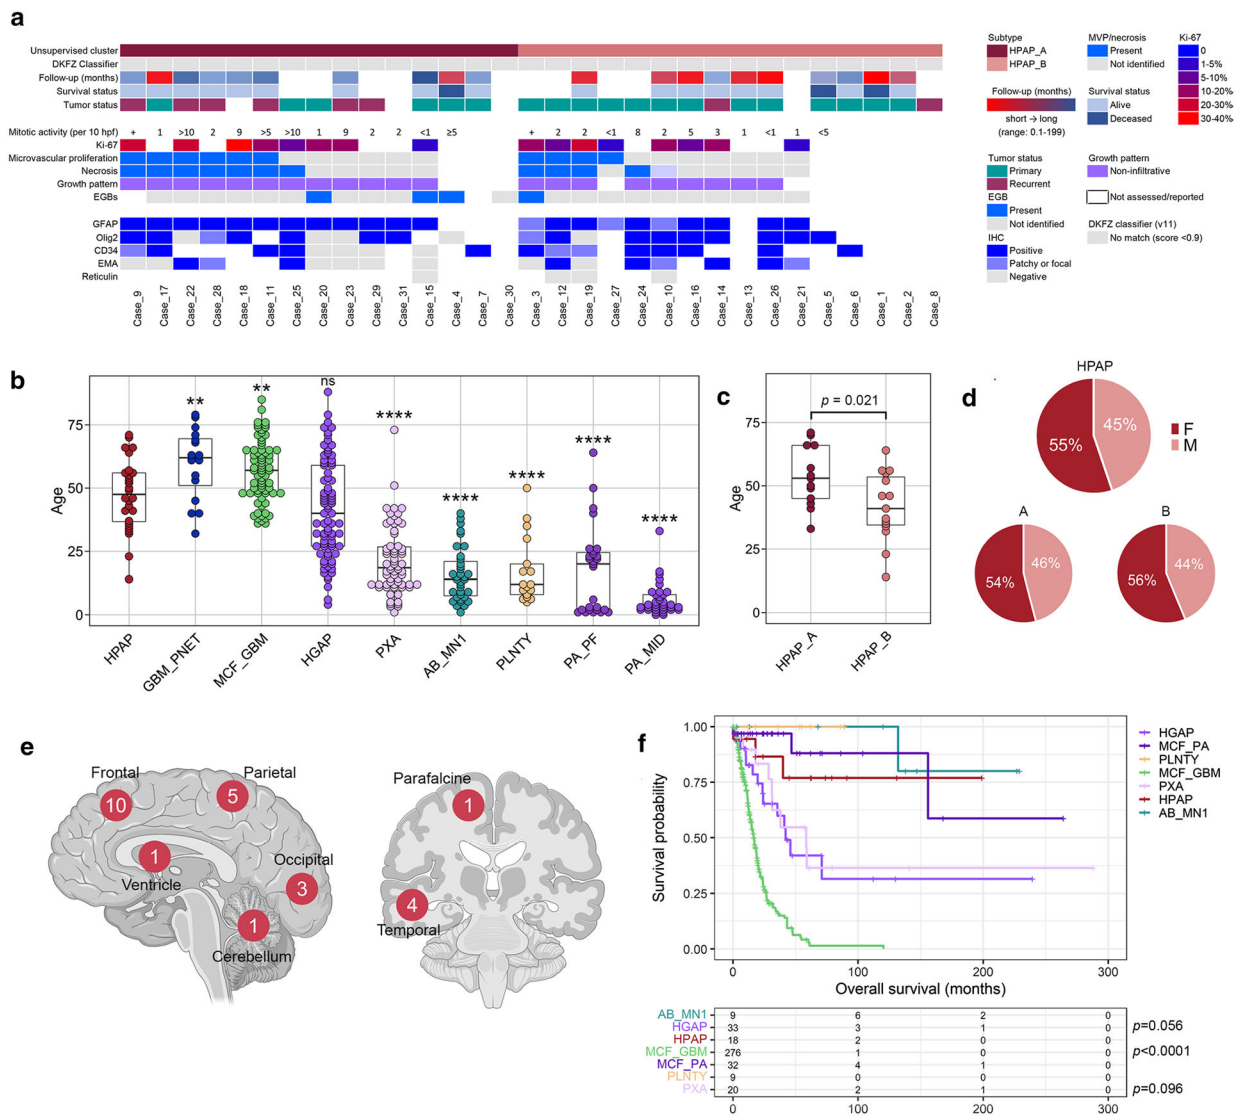 a
Unsupervised cluster
DKFZ Classifier
Follow-up (months)
Survival status
Tumor status
Mitotic activity (per 10 hpf) + 1 >10 2 9 >5 >10 1 9 2 2 <1 ≥5 + 2 2 <1 8 2 5 3 1 <1 1 <5
Ki-67
Microvascular proliferation
Necrosis
Growth pattern
EGBs
GFAP
Olig2
CD34
EMA
Reticulin
Case_9 Case_17 Case_22 Case_28 Case_18 Case_11 Case_25 Case_20 Case_23 Case_29 Case_31 Case_15 Case_4 Case_7 Case_30 Case_3 Case_12 Case_19 Case_27 Case_24 Case_10 Case_16 Case_14 Case_13 Case_26 Case_21 Case_5 Case_6 Case_1 Case_2 Case_8
Subtype
HPAP_A
HPAP_B
Follow-up (months)
short → long
(range: 0.1-199)
Tumor status
Primary
Recurrent
EGB
Present
Not identified
IHC
Positive
Patchy or focal
Negative
MVP/necrosis
Present
Not identified
Survival status
Alive
Deceased
Growth pattern
Non-infiltrative
Not assessed/reported
DKFZ classifier (v11)
No match (score <0.9)
Ki-67
0
1-5%
5-10%
10-20%
20-30%
30-40%
b
Age
75
50
25
0
** ** ns **** **** **** **** ****
HPAP GBM_PNET MCF_GBM HGAP PXA AB_MN1 PLNTY PA_PF PA_MID
c
Age
75
50
25
0
p = 0.021
HPAP_A HPAP_B
d
HPAP
55% 45%
F
M
A
54% 46%
B
56% 44%
e
Frontal
10
Parietal
5
Occipital
3
1
Ventricle
1
Cerebellum
Parafalcine
1
4
Temporal
f
Survival probability
1.00
0.75
0.50
0.25
0.00
0 100 200 300
Overall survival (months)
HGAP
MCF_PA
PLNTY
MCF_GBM
PXA
HPAP
AB_MN1
AB_MN1 9 6 2 0
HGAP 33 3 1 0 p=0.056
HPAP 18 2 0 0
MCF_GBM 276 1 0 0 p<0.0001
MCF_PA 32 4 1 0
PLNTY 9 0 0 0
PXA 20 2 1 0 p=0.096
0 100 200 300